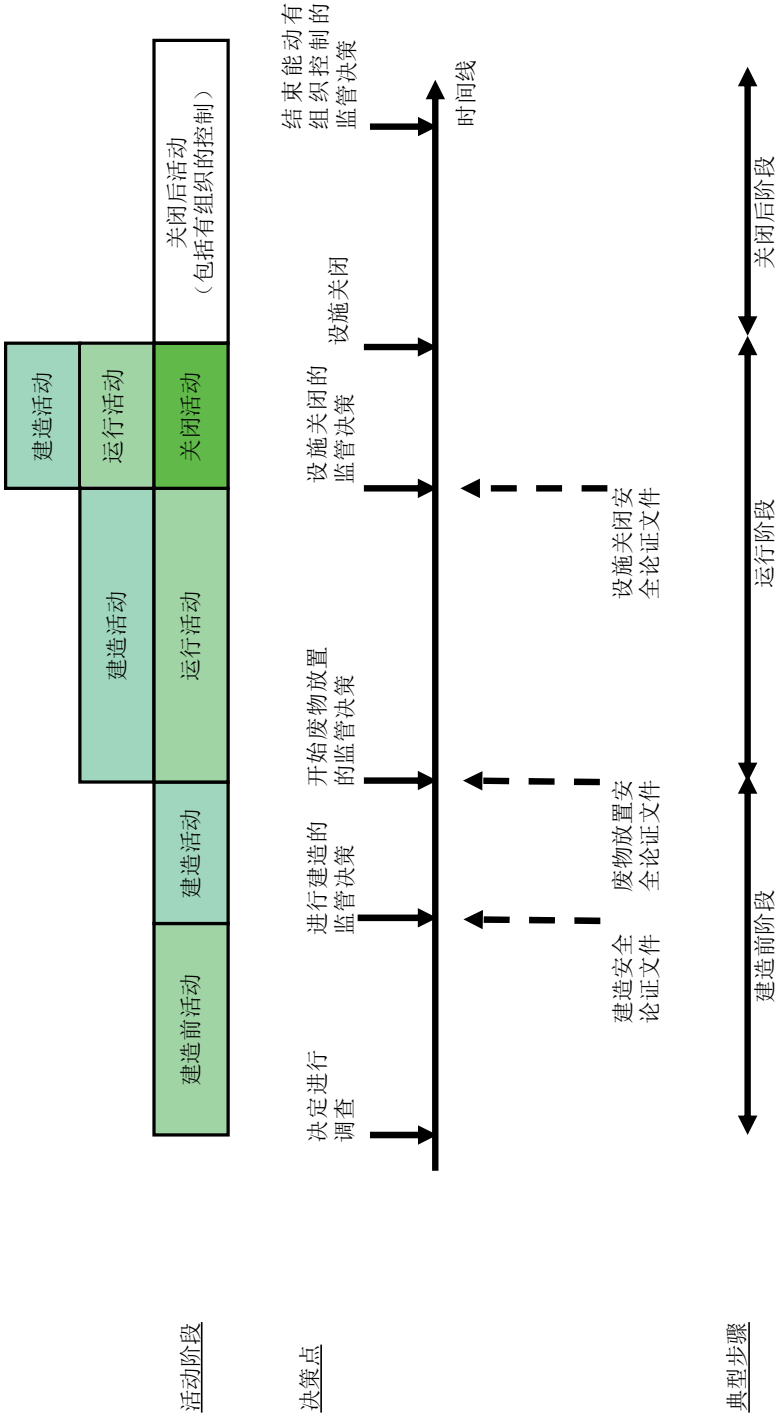 活动阶段
建造活动
建造活动
运行活动
建造前活动
建造活动
运行活动
关闭活动
关闭后活动
（包括有组织的控制）
决策点
决定进行
调查
进行建造的
监管决策
开始废物放置
的监管决策
设施关闭的
监管决策
设施关闭
结束能动有
组织控制的
监管决策
时间线
建造安全
论证文件
废物放置安
全论证文件
设施关闭安
全论证文件
典型步骤
建造前阶段
运行阶段
关闭后阶段